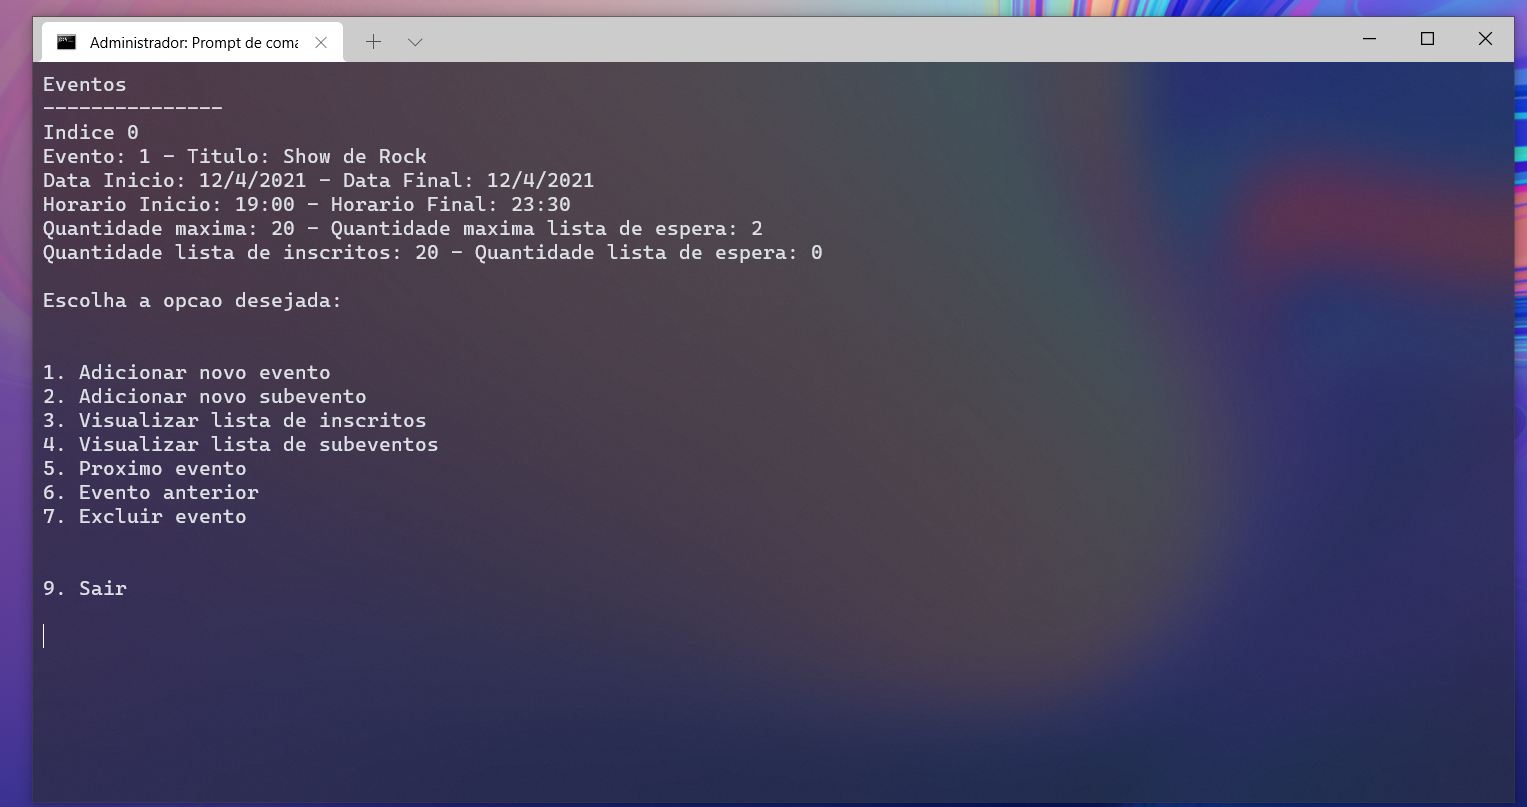 Administrador: Prompt de coma
Eventos
---------------
Indice 0
Evento: 1 - Titulo: Show de Rock
Data Inicio: 12/4/2021 - Data Final: 12/4/2021
Horario Inicio: 19:00 - Horario Final: 23:30
Quantidade maxima: 20 - Quantidade maxima lista de espera: 2
Quantidade lista de inscritos: 20 - Quantidade lista de espera: 0
Escolha a opcao desejada:
1. Adicionar novo evento
2. Adicionar novo subevento
3. Visualizar lista de inscritos
4. Visualizar lista de subeventos
5. Proximo evento
6. Evento anterior
7. Excluir evento
9. Sair